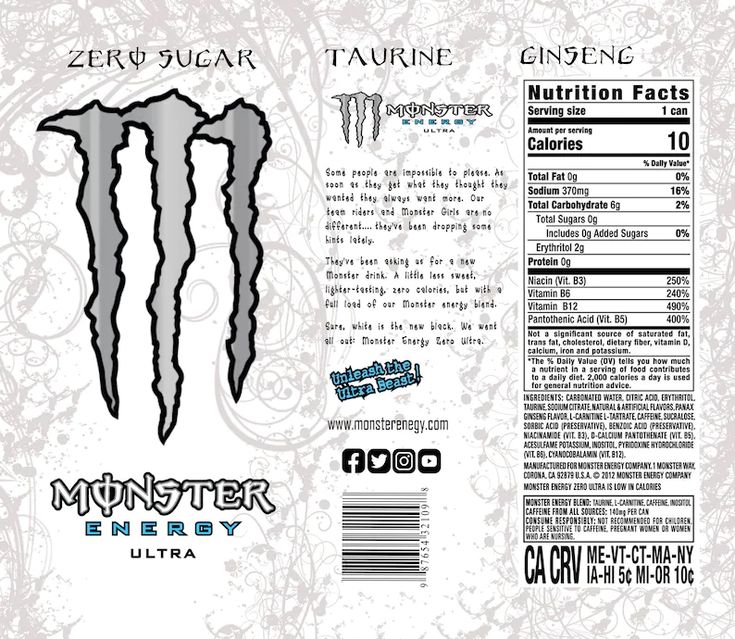 ZERO SUGAR
MONSTER
ENERGY
ULTRA
TAURINE
MONSTER
ENERGY
ULTRA
Some people are impossible to please. As
soon as they get what they thought they
wanted they always want more. Our
team riders and Monster Girls are no
different.... they've been dropping some
hints lately.
They've been asking us for a new
Monster drink. A little less sweet,
lighter-tasting, zero calories, but with a
full load of our Monster energy blend.
Sure, white is the new black. We went
all out: Monster Energy Zero Ultra.
Unleash the
Ultra Beast!
www.monsterenegy.com
9 87654 32109 8
GINSENG
Nutrition Facts
Serving size 1 can
Amount per serving
Calories 10
% Daily Value*
Total Fat 0g 0%
Sodium 370mg 16%
Total Carbohydrate 6g 2%
Total Sugars 0g
Includes 0g Added Sugars 0%
Erythritol 2g
Protein 0g
Niacin (Vit. B3) 250%
Vitamin B6 240%
Vitamin B12 490%
Pantothenic Acid (Vit. B5) 400%
Not a significant source of saturated fat,
trans fat, cholesterol, dietary fiber, vitamin D,
calcium, iron and potassium.
*The % Daily Value (DV) tells you how much
a nutrient in a serving of food contributes
to a daily diet. 2,000 calories a day is used
for general nutrition advice.
INGREDIENTS: CARBONATED WATER, CITRIC ACID, ERYTHRITOL,
TAURINE, SODIUM CITRATE, NATURAL & ARTIFICIAL FLAVORS, PANAX
GINSENG FLAVOR, L-CARNITINE L-TARTRATE, CAFFEINE, SUCRALOSE,
SORBIC ACID (PRESERVATIVE), BENZOIC ACID (PRESERVATIVE),
NIACINAMIDE (VIT. B3), D-CALCIUM PANTOTHENATE (VIT. B5),
ACESULFAME POTASSIUM, INOSITOL, PYRIDOXINE HYDROCHLORIDE
(VIT. B6), CYANOCOBALAMIN (VIT. B12).
MANUFACTURED FOR MONSTER ENERGY COMPANY. 1 MONSTER WAY,
CORONA, CA 92879 U.S.A. © 2012 MONSTER ENERGY COMPANY
MONSTER ENERGY ZERO ULTRA IS LOW IN CALORIES
MONSTER ENERGY BLEND: TAURINE, L-CARNITINE, CAFFEINE, INOSITOL
CAFFEINE FROM ALL SOURCES: 140mg PER CAN
CONSUME RESPONSIBLY: NOT RECOMMENDED FOR CHILDREN,
PEOPLE SENSITIVE TO CAFFEINE, PREGNANT WOMEN OR WOMEN
WHO ARE NURSING.
CA CRV ME-VT-CT-MA-NY
IA-HI 5¢ MI-OR 10¢